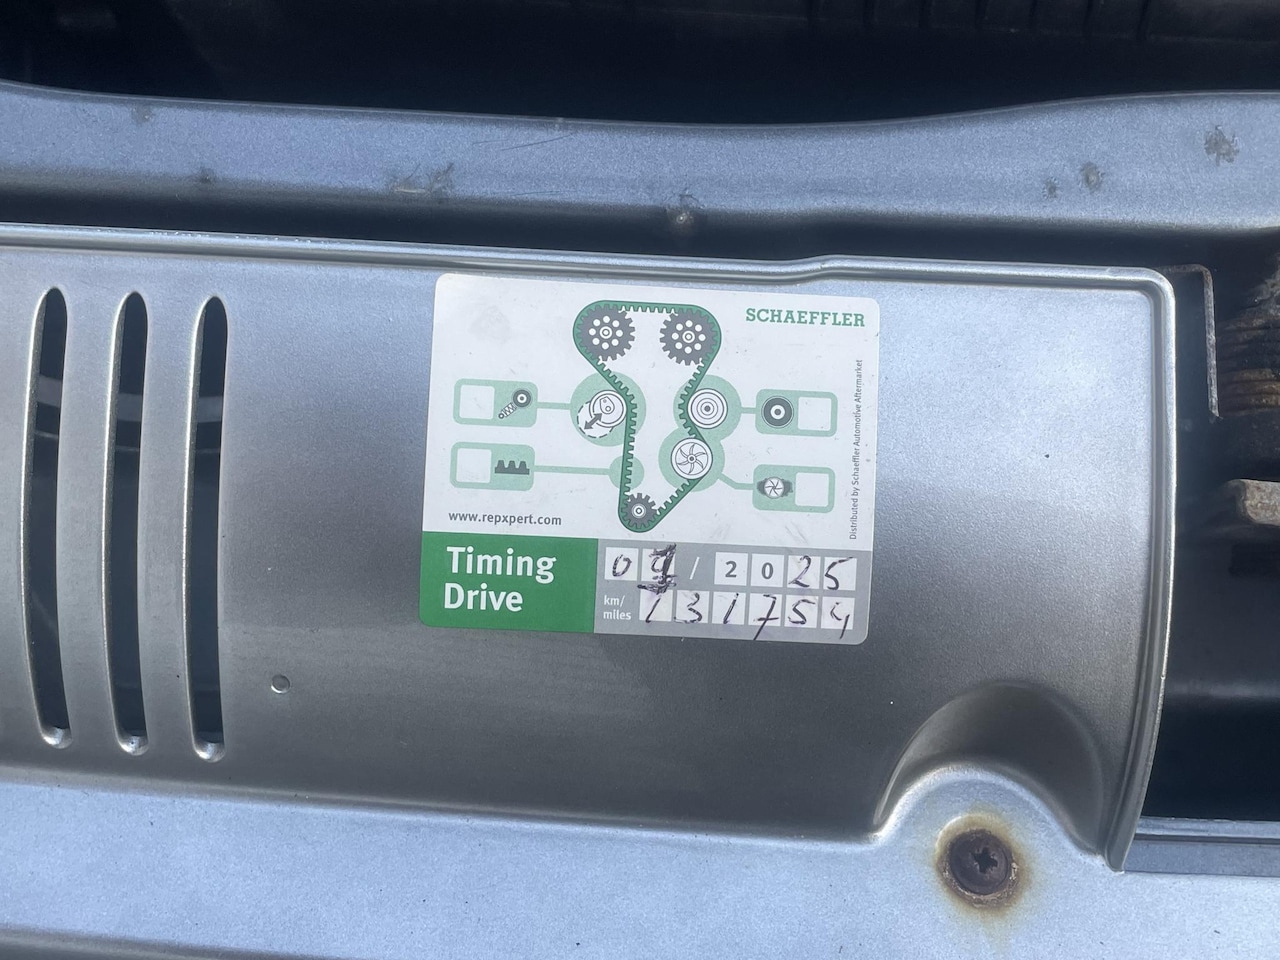 SCHAEFFLER
Distributed by Schaeffler Automotive Aftermarket
www.repxpert.com
Timing
Drive
/ 2025
km/
miles
131754